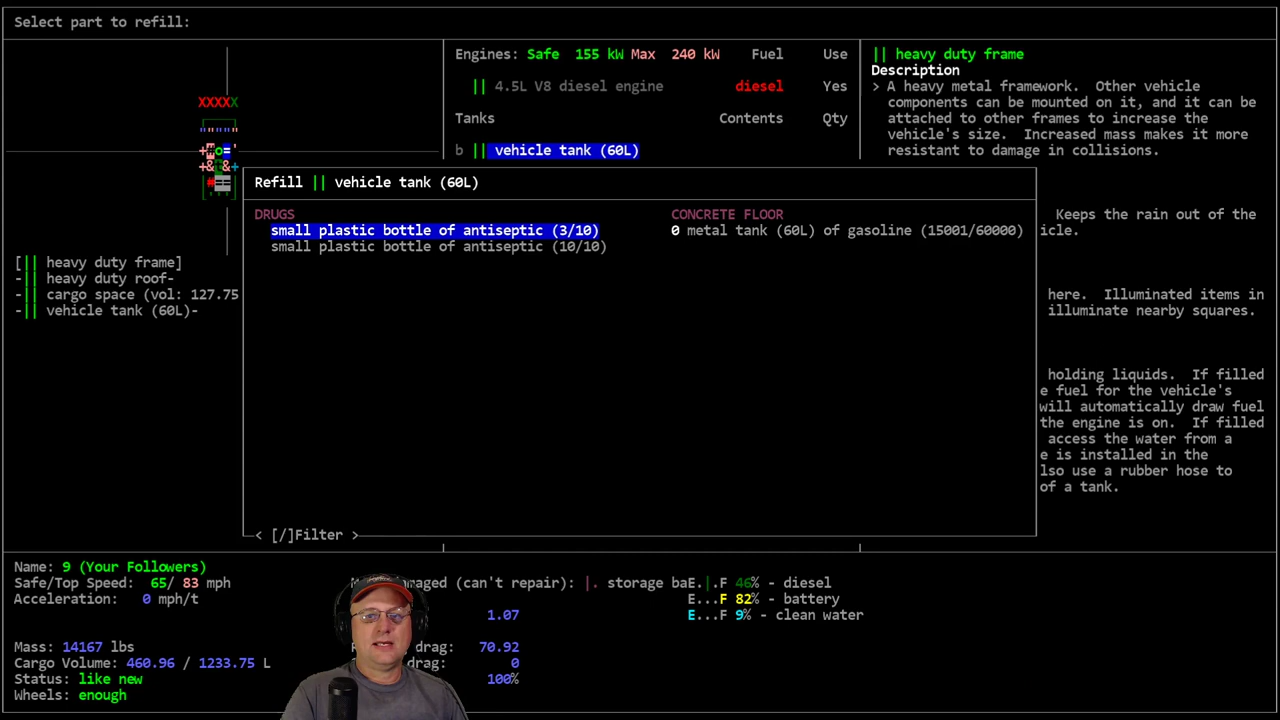 Select part to refill:
Engines: Safe 155 kW Max 240 kW Fuel Use
|| 4.5L V8 diesel engine diesel Yes
Tanks Contents Qty
b || vehicle tank (60L)
|| heavy duty frame
Description
> A heavy metal framework. Other vehicle
components can be mounted on it, and it can be
attached to other frames to increase the
vehicle's size. Increased mass makes it more
resistant to damage in collisions.
XXXXX
Refill || vehicle tank (60L)
DRUGS
small plastic bottle of antiseptic (3/10)
small plastic bottle of antiseptic (10/10)
CONCRETE FLOOR
0 metal tank (60L) of gasoline (15001/60000)
< [/]Filter >
[|| heavy duty frame]
-|| heavy duty roof-
-|| cargo space (vol: 127.75
-|| vehicle tank (60L)-
Keeps the rain out of the
icle.
here. Illuminated items in
illuminate nearby squares.
holding liquids. If filled
e fuel for the vehicle's
will automatically draw fuel
the engine is on. If filled
access the water from a
e is installed in the
lso use a rubber hose to
of a tank.
Name: 9 (Your Followers)
Safe/Top Speed: 65/ 83 mph
Acceleration: 0 mph/t
Mass: 14167 lbs
Cargo Volume: 460.96 / 1233.75 L
Status: like new
Wheels: enough
damaged (can't repair): |. storage ba
1.07
drag: 70.92
drag: 0
100%
E.|.F 46% - diesel
E...F 82% - battery
E...F 9% - clean water